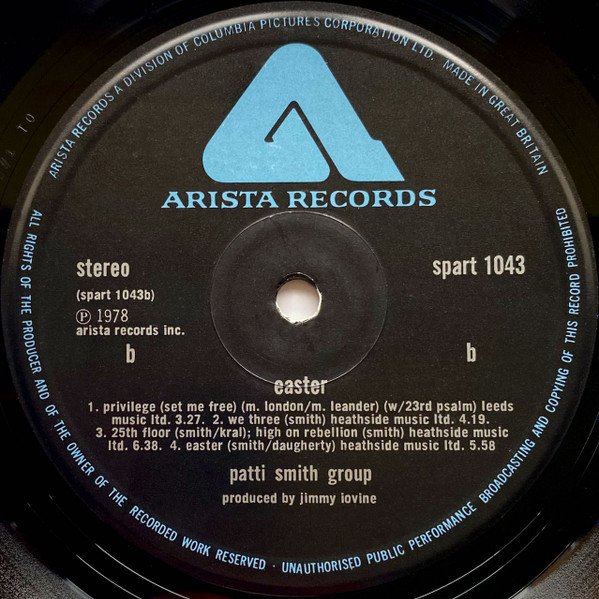 ARISTA RECORDS A DIVISION OF COLUMBIA PICTURES CORPORATION LTD. MADE IN GREAT BRITAIN
ARISTA RECORDS
stereo
spart 1043
(spart 1043b)
Ⓟ 1978
arista records inc.
b
b
easter
1. privilege (set me free) (m. london/m. leander) (w/23rd psalm) leeds
music ltd. 3.27. 2. we three (smith) heathside music ltd. 4.19.
3. 25th floor (smith/kral); high on rebellion (smith) heathside music
ltd. 6.38. 4. easter (smith/daugherty) heathside music ltd. 5.58
patti smith group
produced by jimmy iovine
ALL RIGHTS OF THE PRODUCER AND OF THE OWNER OF THE RECORDED WORK RESERVED · UNAUTHORISED PUBLIC PERFORMANCE BROADCASTING AND COPYING OF THIS RECORD PROHIBITED